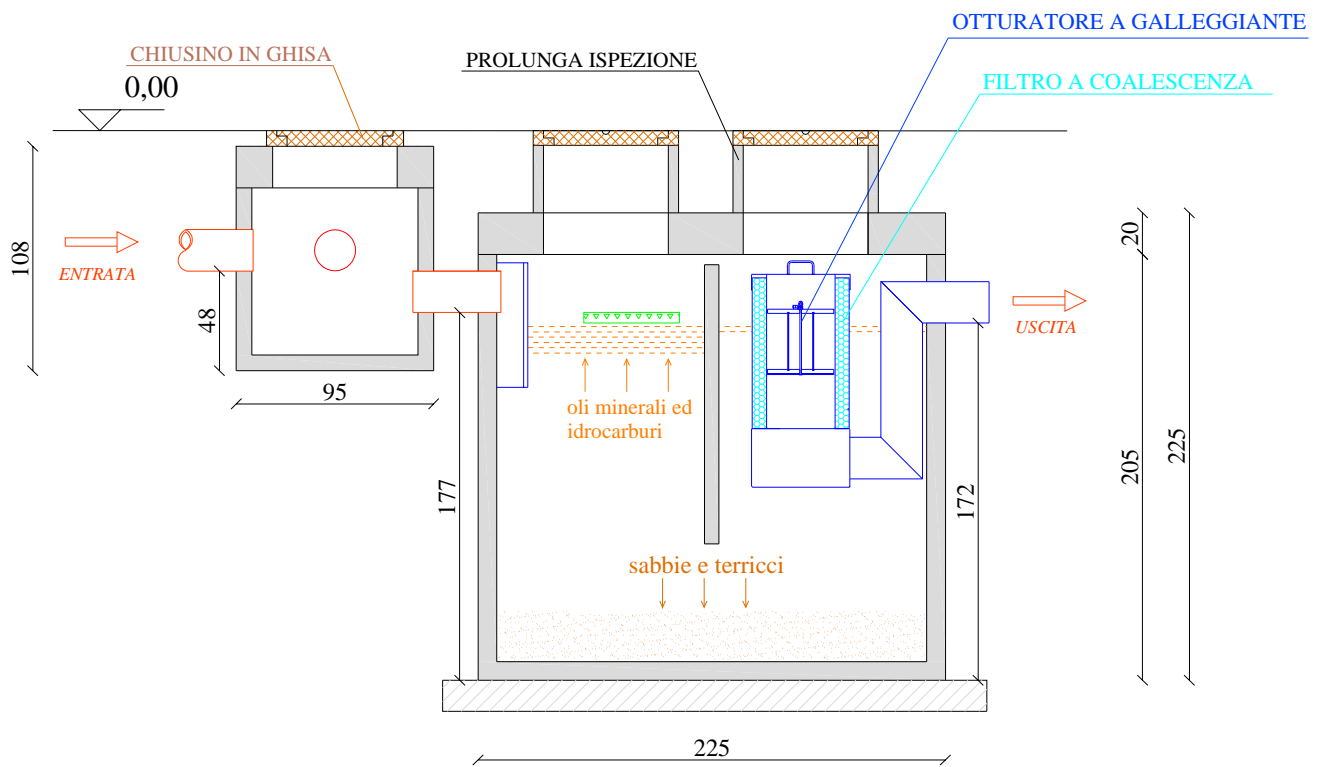 OTTURATORE A GALLEGGIANTE
CHIUSINO IN GHISA
PROLUNGA ISPEZIONE
FILTRO A COALESCENZA
0,00
108
ENTRATA
48
95
20
USCITA
oli minerali ed
idrocarburi
177
172
205
225
sabbie e terricci
225